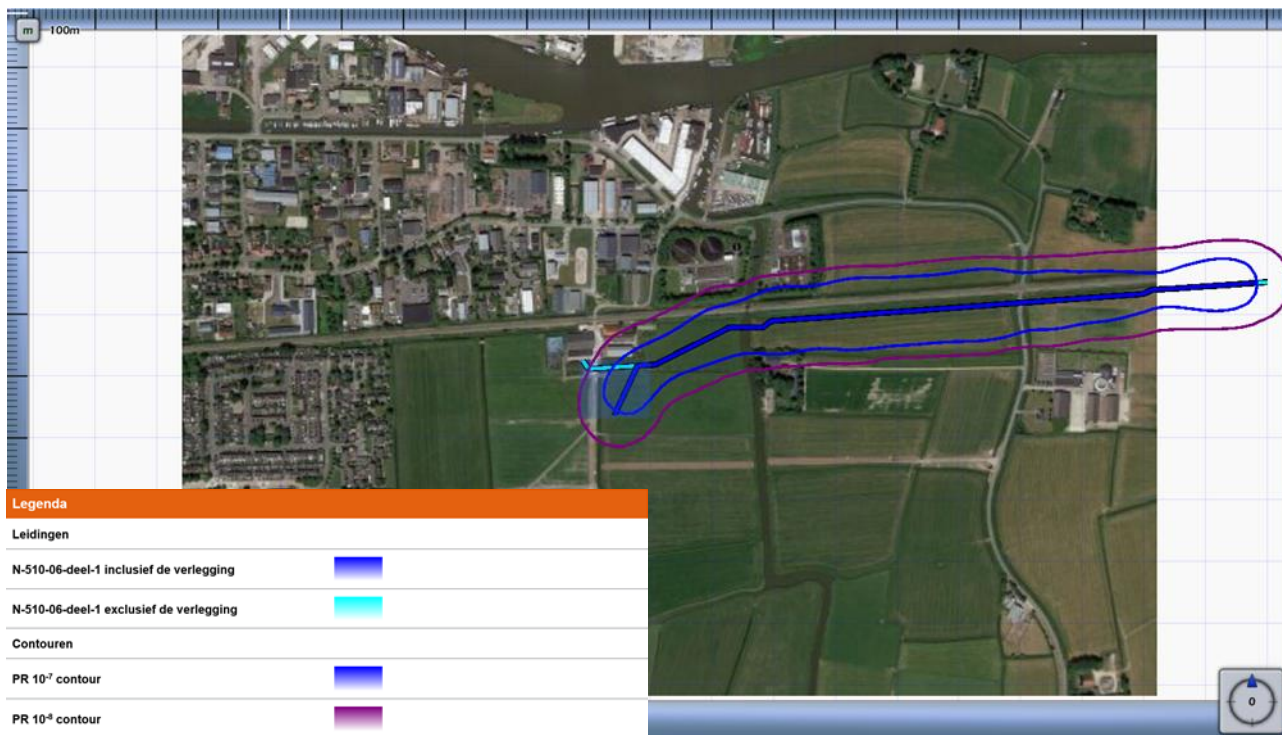 m 100m
Legenda
Leidingen
N-510-06-deel-1 inclusief de verlegging
N-510-06-deel-1 exclusief de verlegging
Contouren
PR 10⁻⁷ contour
PR 10⁻⁸ contour
0